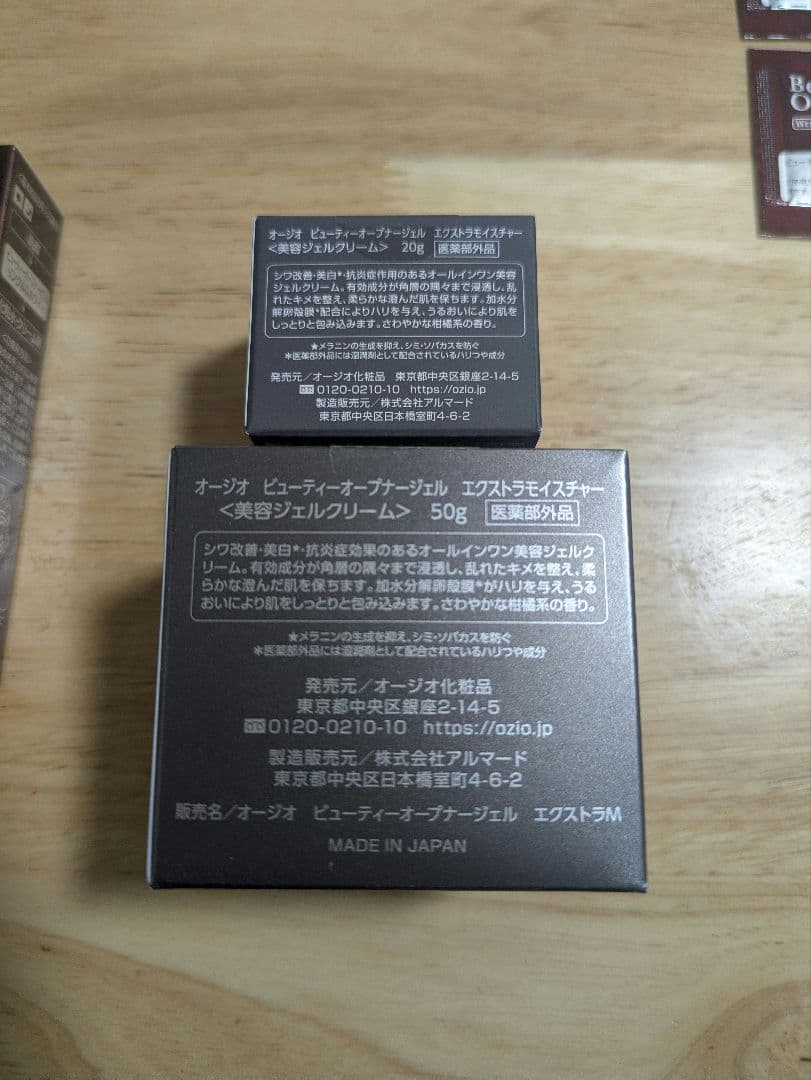 オージオ ビューティーオープナージェル エクストラモイスチャー
<美容ジェルクリーム> 20g 医薬部外品
シワ改善・美白*・抗炎症作用のあるオールインワン美容
ジェルクリーム。有効成分が角層の隅々まで浸透し、乱
れたキメを整え、柔らかな澄んだ肌を保ちます。加水分
解卵殻膜*配合によりハリを与え、うるおいにより肌を
しっとりと包み込みます。さわやかな柑橘系の香り。
★メラニンの生成を抑え、シミ・ソバカスを防ぐ
*医薬部外品には湿潤剤として配合されているハリつや成分
発売元/オージオ化粧品 東京都中央区銀座2-14-5
0120-0210-10 https://ozio.jp
製造販売元/株式会社アルマード
東京都中央区日本橋室町4-6-2
オージオ ビューティーオープナージェル エクストラモイスチャー
<美容ジェルクリーム> 50g 医薬部外品
シワ改善・美白*・抗炎症効果のあるオールインワン美容ジェルク
リーム。有効成分が角層の隅々まで浸透し、乱れたキメを整え、柔
らかな澄んだ肌を保ちます。加水分解卵殻膜*がハリを与え、うる
おいにより肌をしっとりと包み込みます。さわやかな柑橘系の香り。
★メラニンの生成を抑え、シミ・ソバカスを防ぐ
*医薬部外品には湿潤剤として配合されているハリつや成分
発売元/オージオ化粧品
東京都中央区銀座2-14-5
0120-0210-10 https://ozio.jp
製造販売元/株式会社アルマード
東京都中央区日本橋室町4-6-2
販売名/オージオ ビューティーオープナージェル エクストラM
MADE IN JAPAN